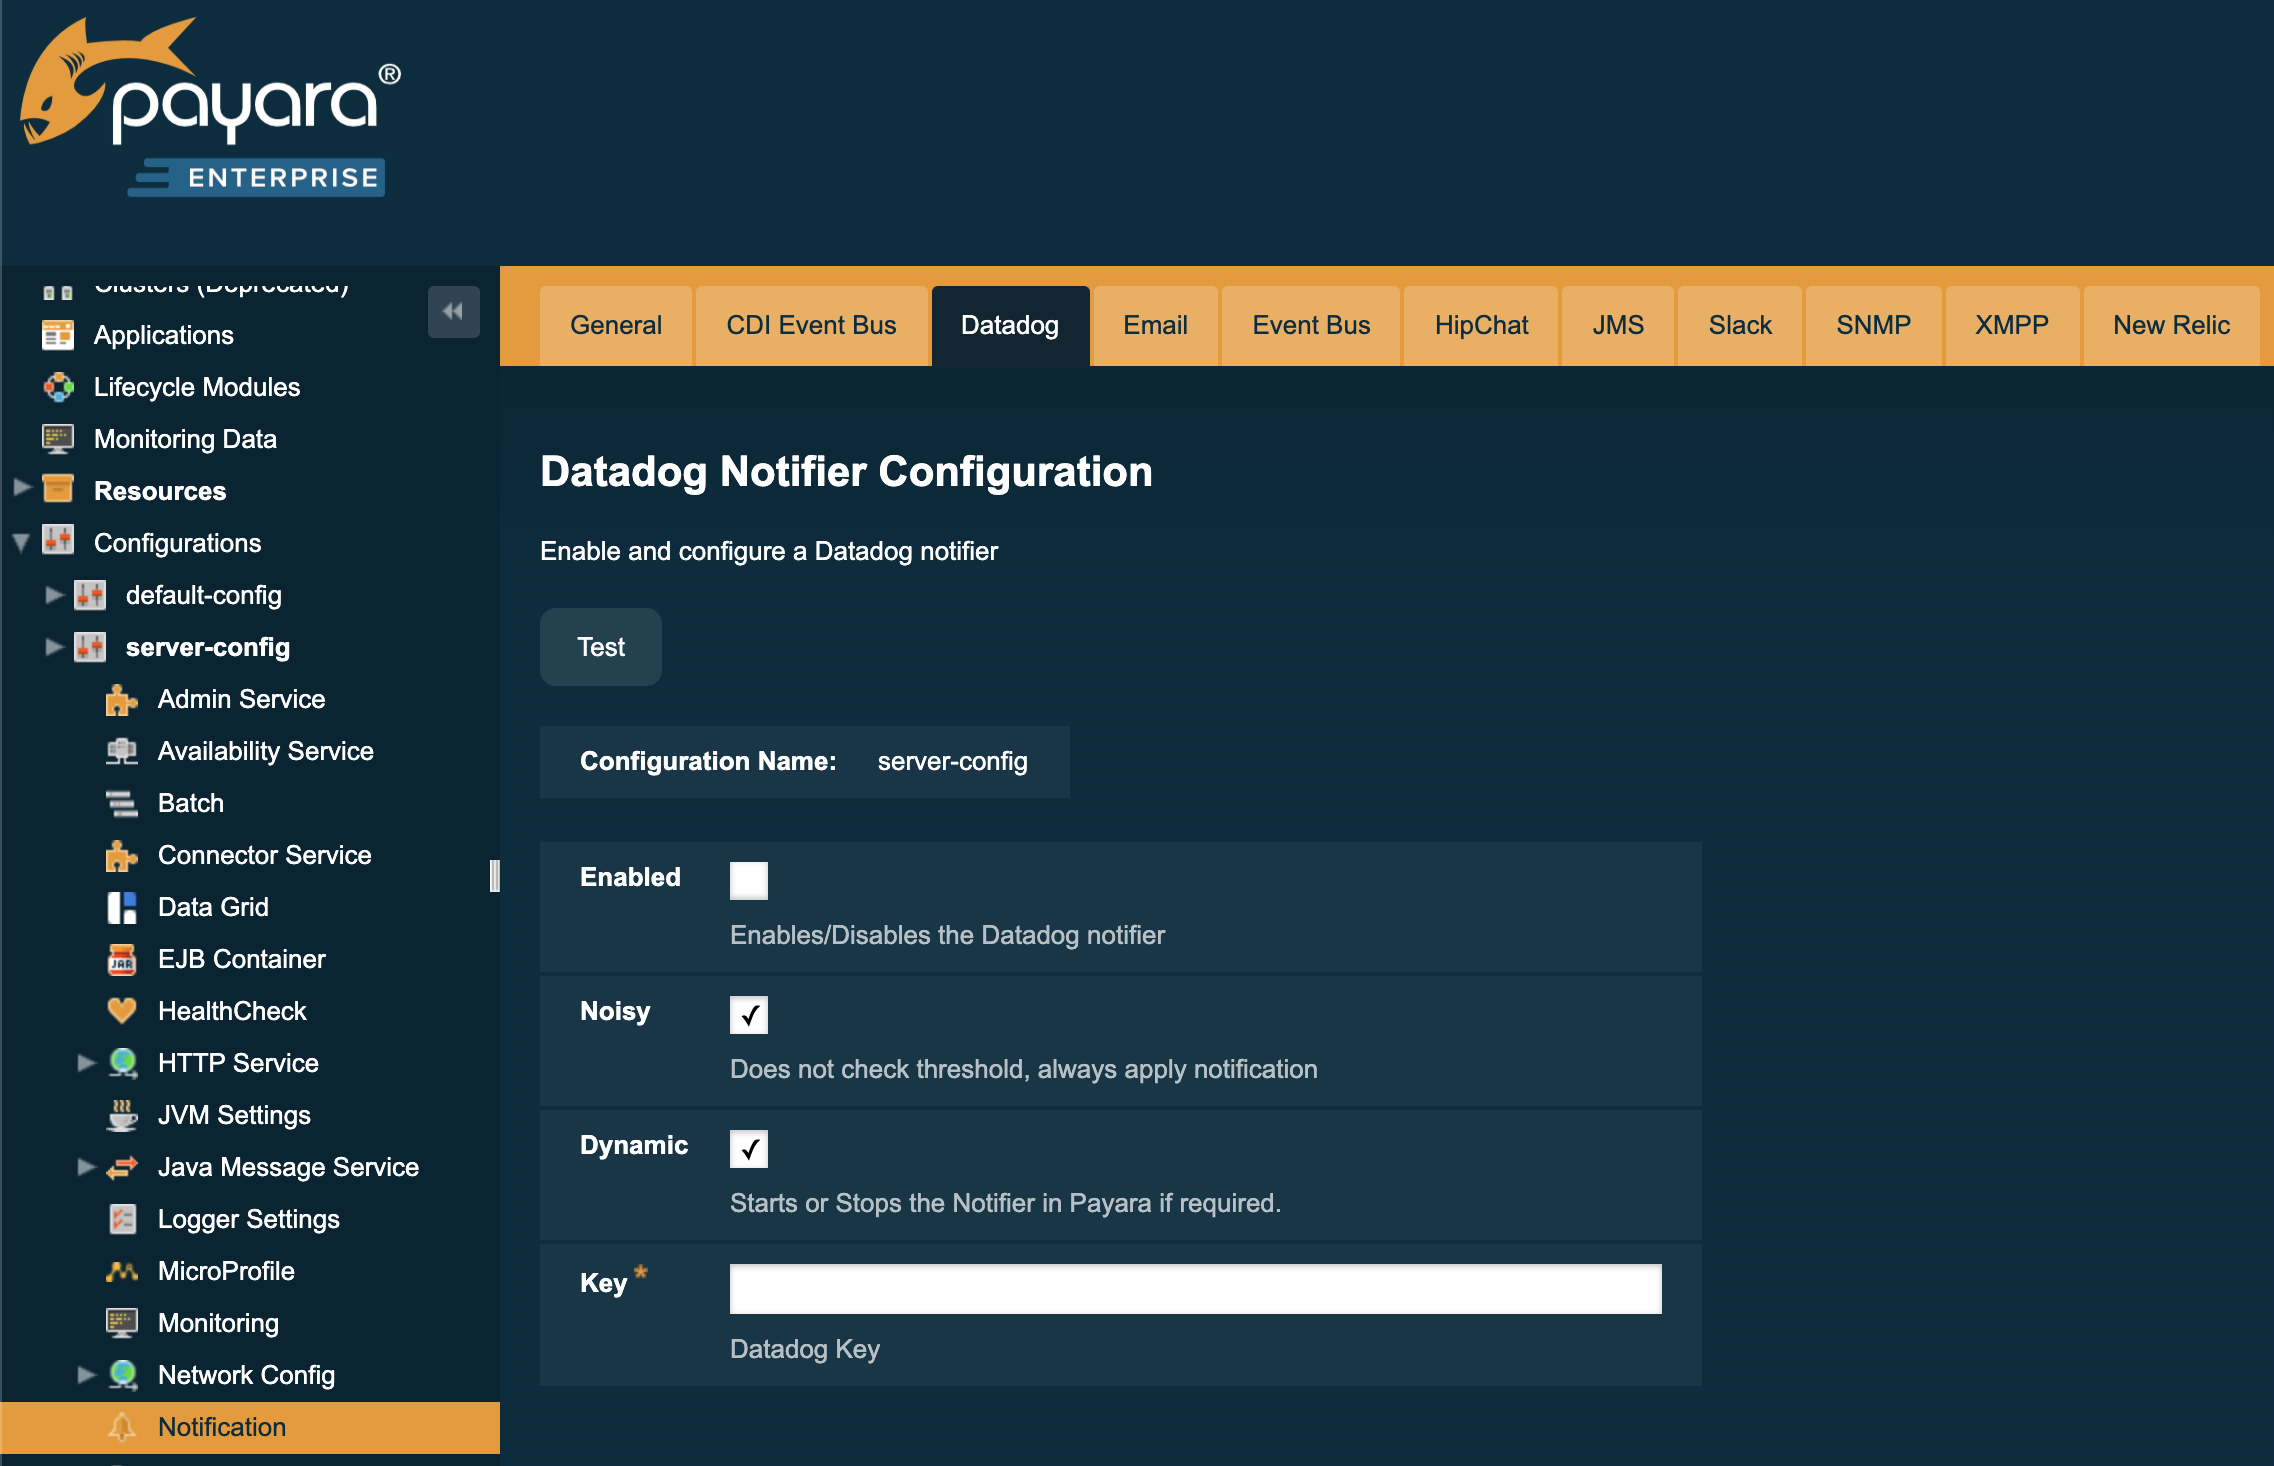 payara®
ENTERPRISE
Clusters (Deprecated)
Applications
Lifecycle Modules
Monitoring Data
Resources
Configurations
default-config
server-config
Admin Service
Availability Service
Batch
Connector Service
Data Grid
JAR
EJB Container
HealthCheck
HTTP Service
JVM Settings
Java Message Service
Logger Settings
MicroProfile
Monitoring
Network Config
Notification
General CDI Event Bus Datadog Email Event Bus HipChat JMS Slack SNMP XMPP New Relic
Datadog Notifier Configuration
Enable and configure a Datadog notifier
Test
Configuration Name: server-config
Enabled
Enables/Disables the Datadog notifier
Noisy
Does not check threshold, always apply notification
Dynamic
Starts or Stops the Notifier in Payara if required.
Key *
Datadog Key